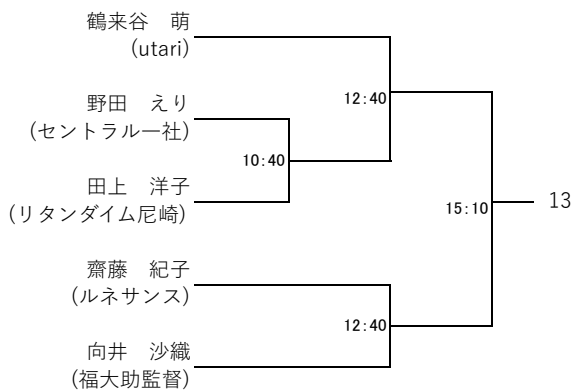 鶴来谷　萌
(utari)
12:40
野田　えり
(セントラル一社)
10:40
田上　洋子
(リタンダイム尼崎)
15:10
13
齋藤　紀子
(ルネサンス)
12:40
向井　沙織
(福大助監督)